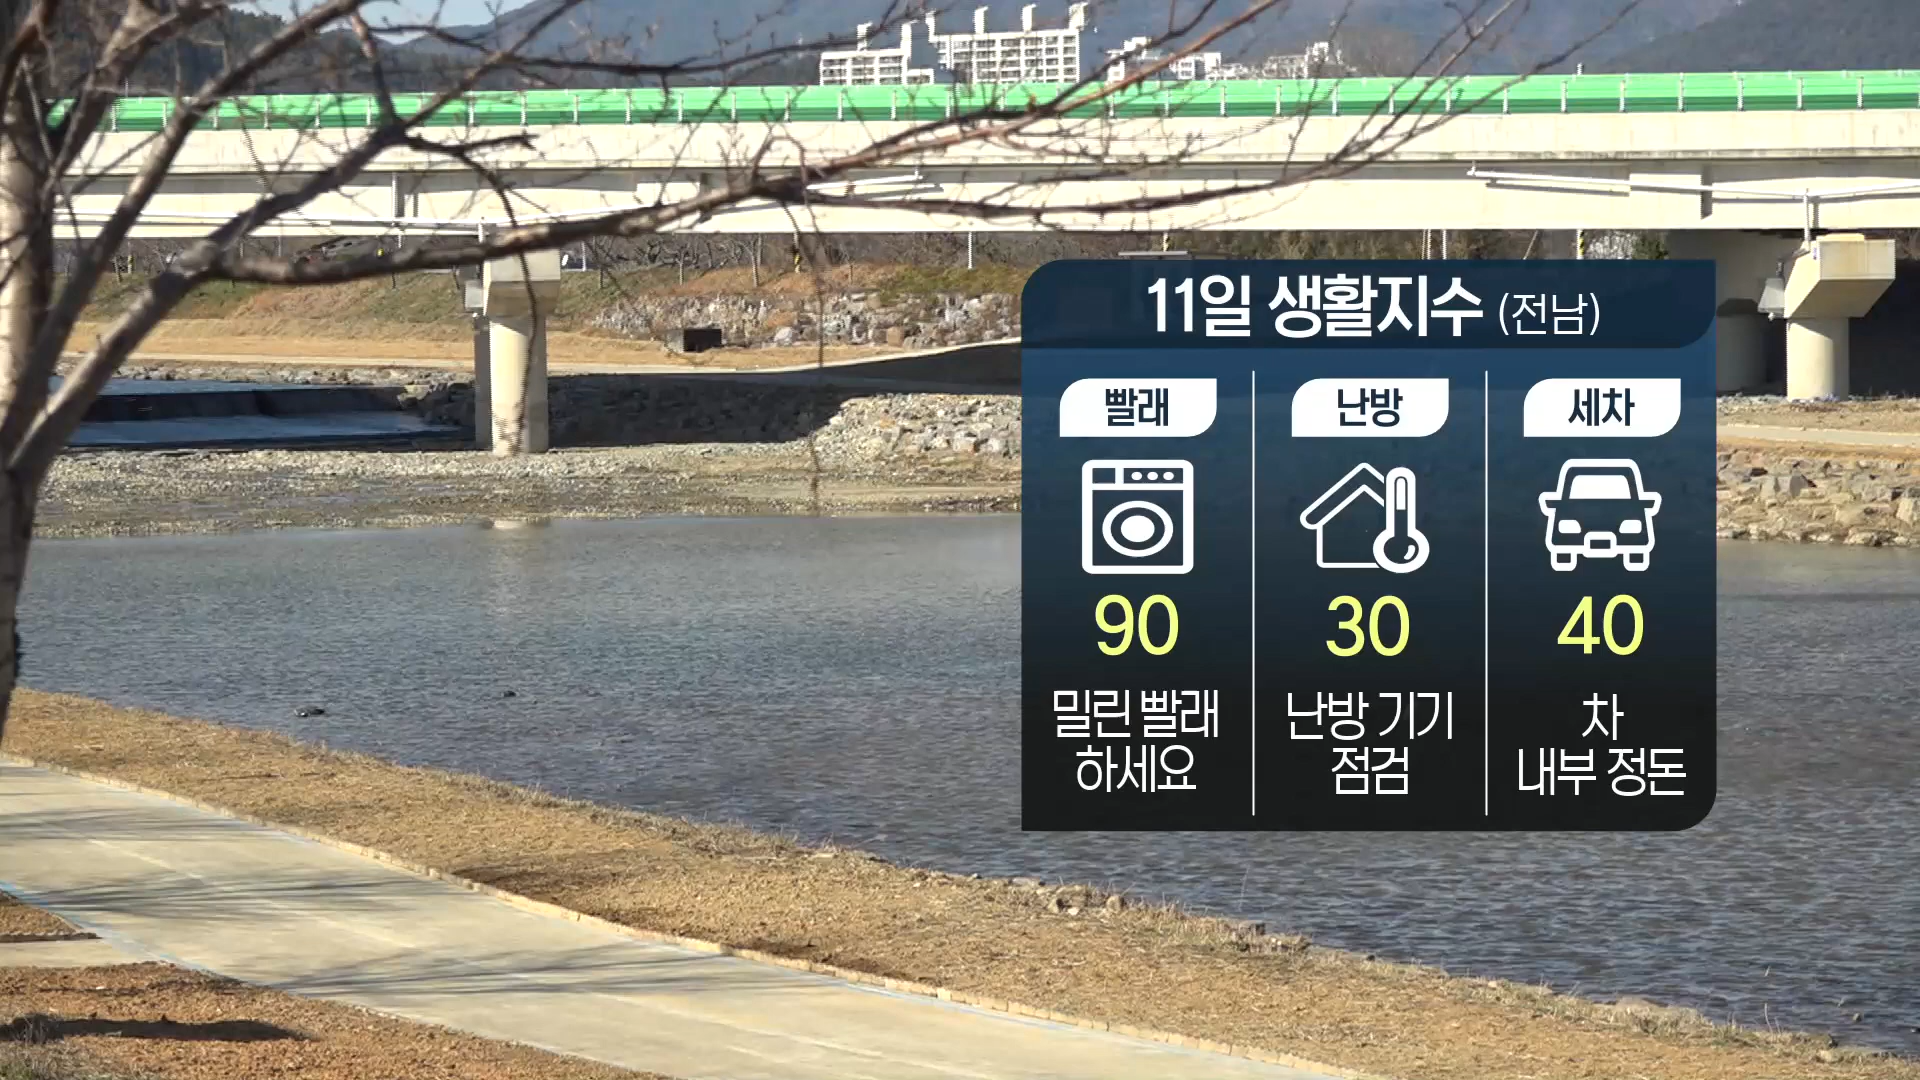 11일 생활지수 (전남)
빨래
90
밀린 빨래
하세요
난방
30
난방 기기
점검
세차
40
차
내부 정돈